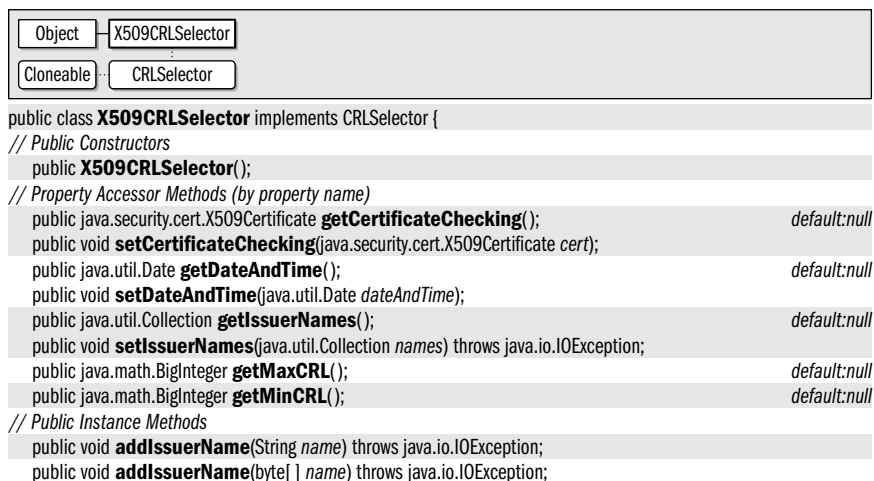 Object X509CRLSelector
Cloneable CRLSelector
public class X509CRLSelector implements CRLSelector {
// Public Constructors
public X509CRLSelector();
// Property Accessor Methods (by property name)
public java.security.cert.X509Certificate getCertificateChecking(); default:null
public void setCertificateChecking(java.security.cert.X509Certificate cert);
public java.util.Date getDateAndTime(); default:null
public void setDateAndTime(java.util.Date dateAndTime);
public java.util.Collection getIssuerNames(); default:null
public void setIssuerNames(java.util.Collection names) throws java.io.IOException;
public java.math.BigInteger getMaxCRL(); default:null
public java.math.BigInteger getMinCRL(); default:null
// Public Instance Methods
public void addIssuerName(String name) throws java.io.IOException;
public void addIssuerName(byte[ ] name) throws java.io.IOException;